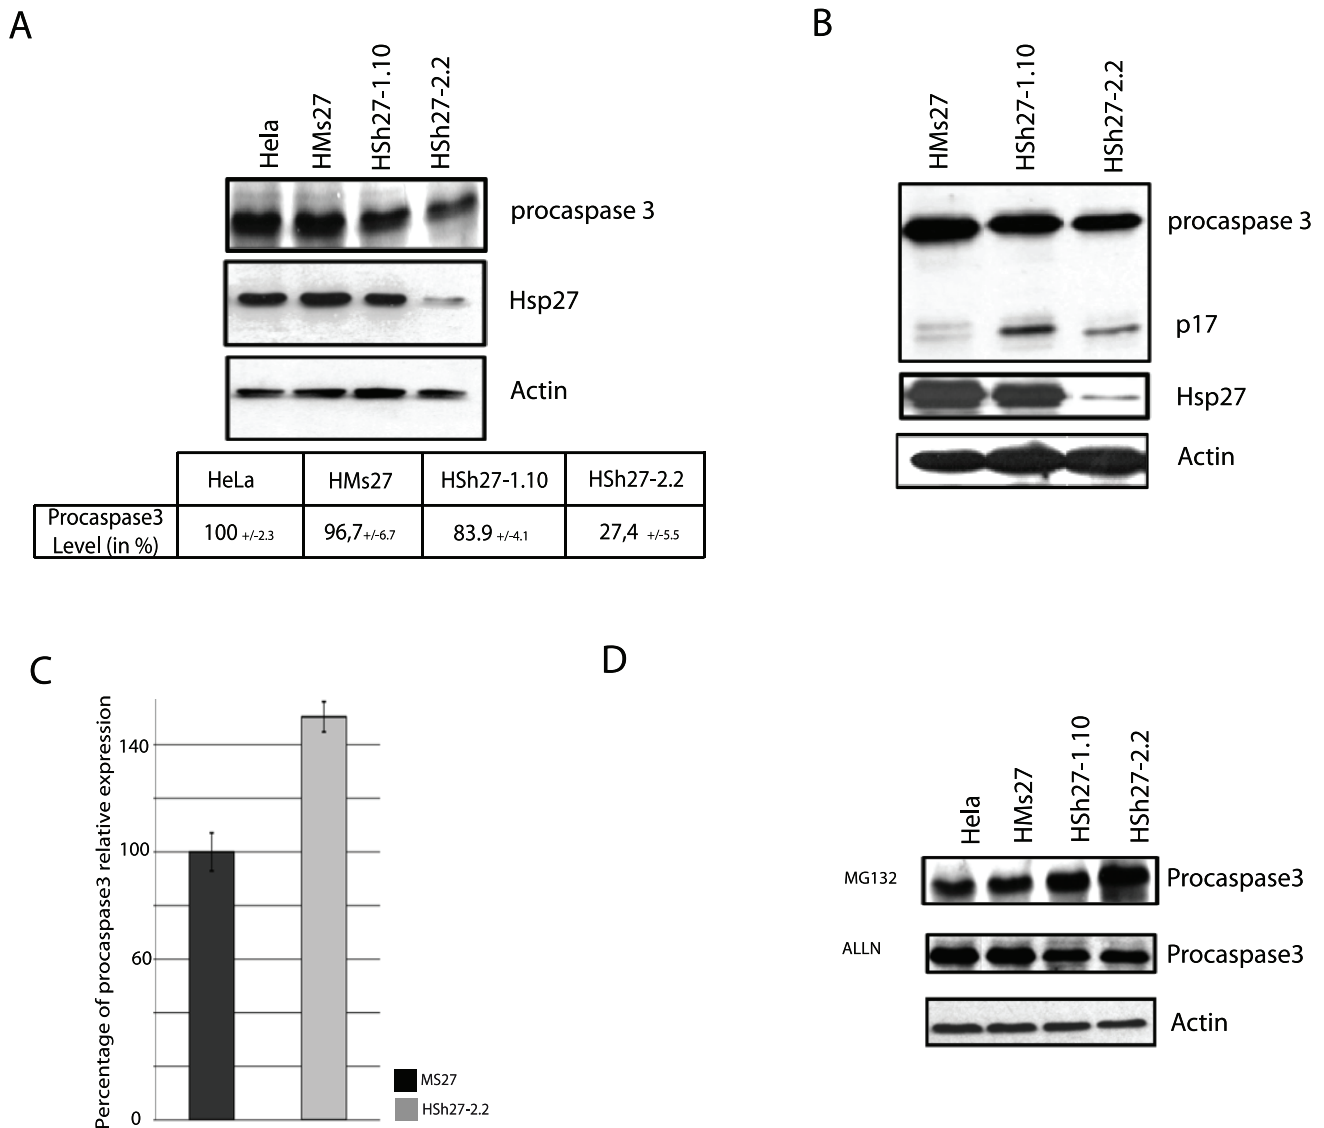 A
Hela
HMs27
HSh27-1.10
HSh27-2.2
procaspase 3
Hsp27
Actin
HeLa HMs27 HSh27-1.10 HSh27-2.2
Procaspase3
Level (in %)
100 +/-2.3 96,7+/-6.7 83.9 +/-4.1 27,4 +/-5.5
B
HMs27
HSh27-1.10
HSh27-2.2
procaspase 3
p17
Hsp27
Actin
C
Percentage of procaspase3 relative expression
140
100
60
0
MS27
HSh27-2.2
D
Hela
HMs27
HSh27-1.10
HSh27-2.2
MG132 Procaspase3
ALLN Procaspase3
Actin